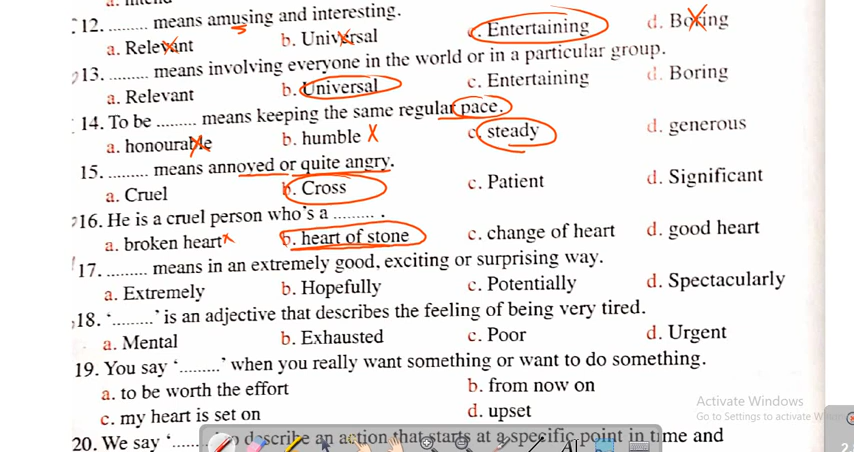 12. ......... means amusing and interesting.
a. Relevant b. Universal c. Entertaining d. Boring
13. ......... means involving everyone in the world or in a particular group.
a. Relevant b. Universal c. Entertaining d. Boring
14. To be ......... means keeping the same regular pace.
a. honourable b. humble c. steady d. generous
15. ......... means annoyed or quite angry.
a. Cruel b. Cross c. Patient d. Significant
16. He is a cruel person who's a ......... .
a. broken heart b. heart of stone c. change of heart d. good heart
17. ......... means in an extremely good, exciting or surprising way.
a. Extremely b. Hopefully c. Potentially d. Spectacularly
18. '.........' is an adjective that describes the feeling of being very tired.
a. Mental b. Exhausted c. Poor d. Urgent
19. You say '.........' when you really want something or want to do something.
a. to be worth the effort b. from now on
c. my heart is set on d. upset
Activate Windows
Go to Settings to activate
20. We say '...... to describe an action that starts at a specific point in time and